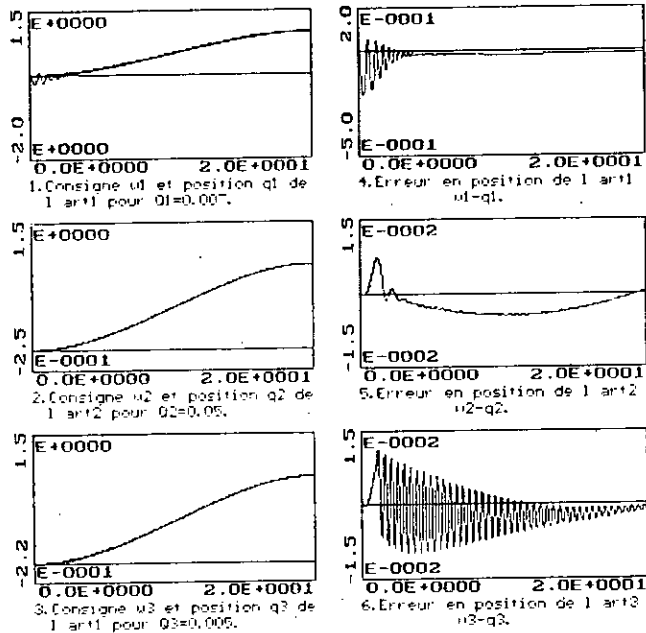 1.5
E+0000
-2.0
E+0000
0.0E+0000
2.0E+0001
1.Consigne w1 et position q1 de
l art1 pour Q1=0.007.
2.0
E-0001
-5.0
E-0001
0.0E+0000
2.0E+0001
4.Erreur en position de l art1
w1-q1.
1.5
E+0000
-2.5
E-0001
0.0E+0000
2.0E+0001
2.Consigne w2 et position q2 de
l art2 pour Q2=0.05.
1.5
E-0002
-1.5
E-0002
0.0E+0000
2.0E+0001
5.Erreur en position de l art2
w2-q2.
1.5
E+0000
-2.2
E-0001
0.0E+0000
2.0E+0001
3.Consigne w3 et position q3 de
l art1 pour Q3=0.005.
1.5
E-0002
-1.5
E-0002
0.0E+0000
2.0E+0001
6.Erreur en position de l art3
w3-q3.